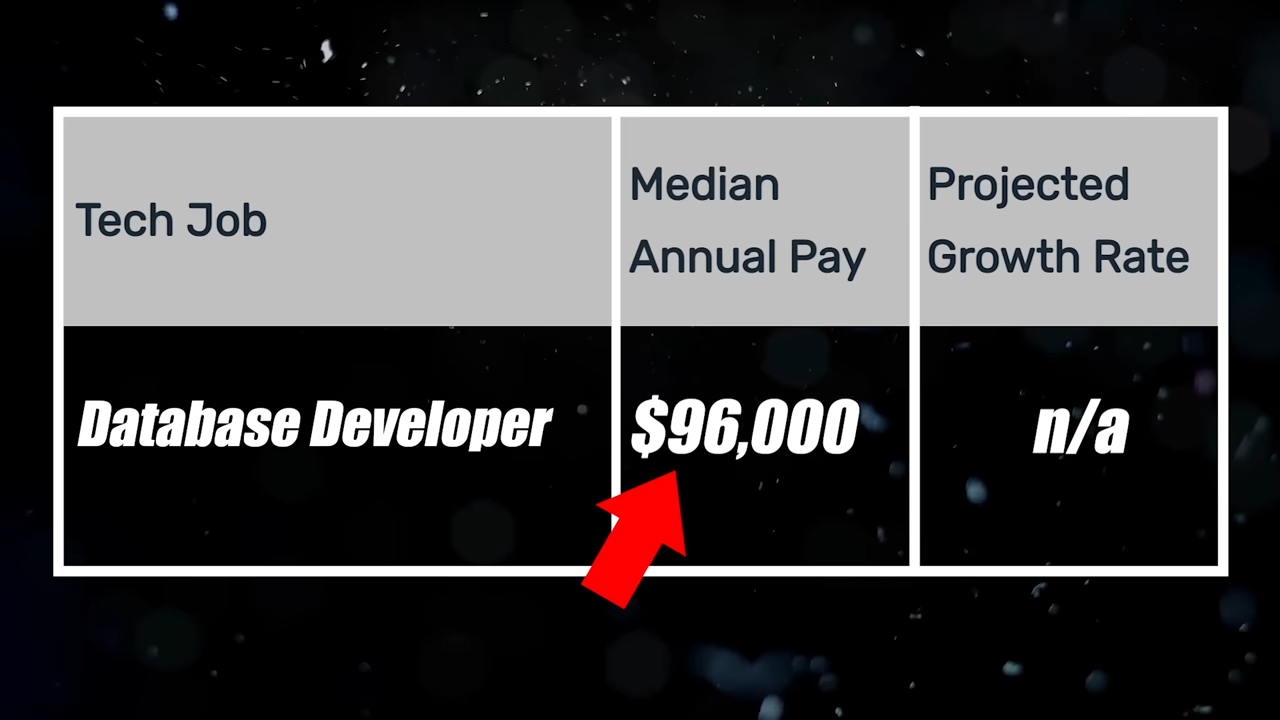 Tech Job
Median
Annual Pay
Projected
Growth Rate
Database Developer
$96,000
n/a